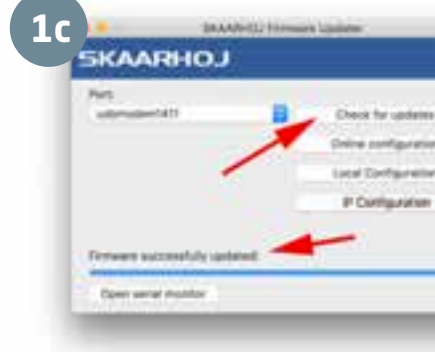 1c
SKAARHOJ Firmware Updater
SKAARHOJ
Port:
usbmodem1411
Check for updates
Online configuration
Local Configuration
IP Configuration
Firmware successfully updated!
Open serial monitor